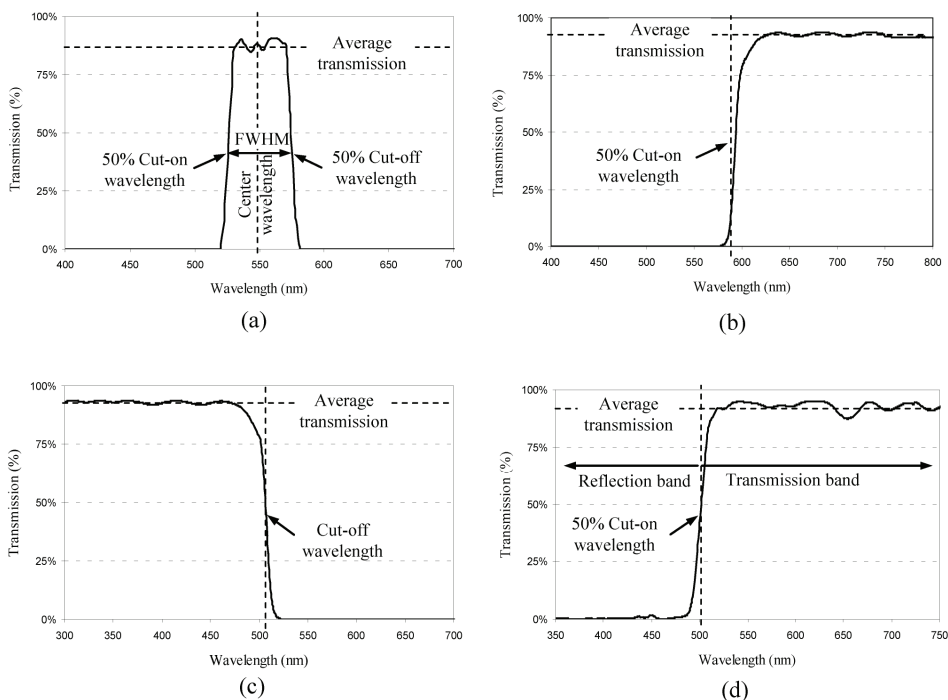 100%
75%
50%
25%
0%
Transmission (%)
Average
transmission
FWHM
50% Cut-on
wavelength
50% Cut-off
wavelength
Center
wavelength
400
450
500
550
600
650
700
Wavelength (nm)
(a)
100%
75%
50%
25%
0%
Transmission (%)
Average
transmission
50% Cut-on
wavelength
400
450
500
550
600
650
700
750
800
Wavelength (nm)
(b)
100%
75%
50%
25%
0%
Transmission (%)
Average
transmission
Cut-off
wavelength
300
350
400
450
500
550
600
650
700
Wavelength (nm)
(c)
100%
75%
50%
25%
0%
Transmission (%)
Average
transmission
Reflection band
Transmission band
50% Cut-on
wavelength
350
400
450
500
550
600
650
700
750
Wavelength (nm)
(d)